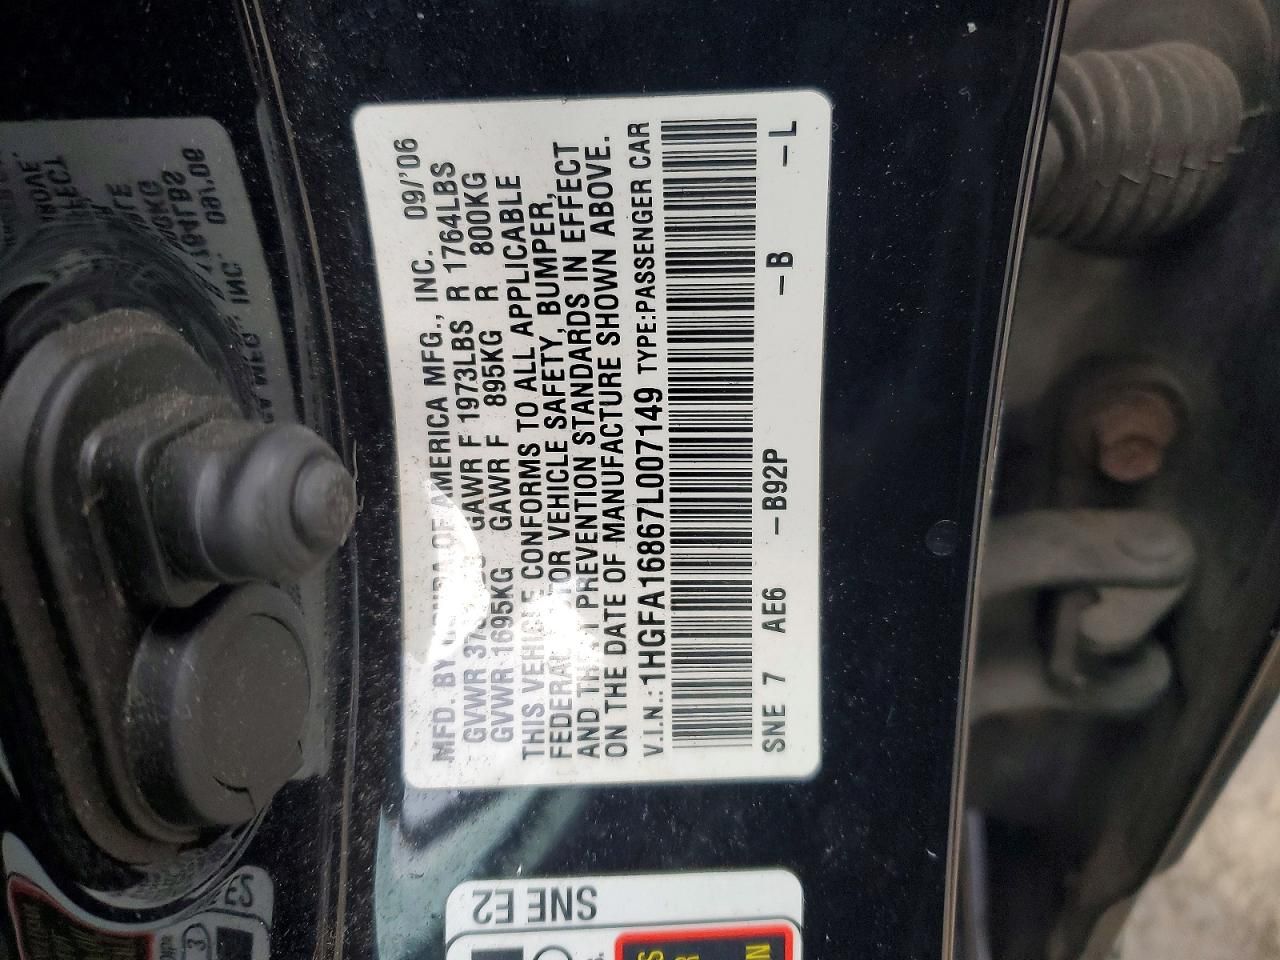 MFD. BY HONDA OF AMERICA MFG., INC. 09/'06
GVWR GAWR F 1973LBS R 1764LBS
GVWR 1695KG GAWR F 895KG R 800KG
THIS VEHICLE CONFORMS TO ALL APPLICABLE
FEDERAL MOTOR VEHICLE SAFETY, BUMPER,
AND THEFT PREVENTION STANDARDS IN EFFECT
ON THE DATE OF MANUFACTURE SHOWN ABOVE.
V.I.N.: 1HGFA16867L007149 TYPE:PASSENGER CAR
SNE 7 AE6 -B92P -B -L
SNE E2